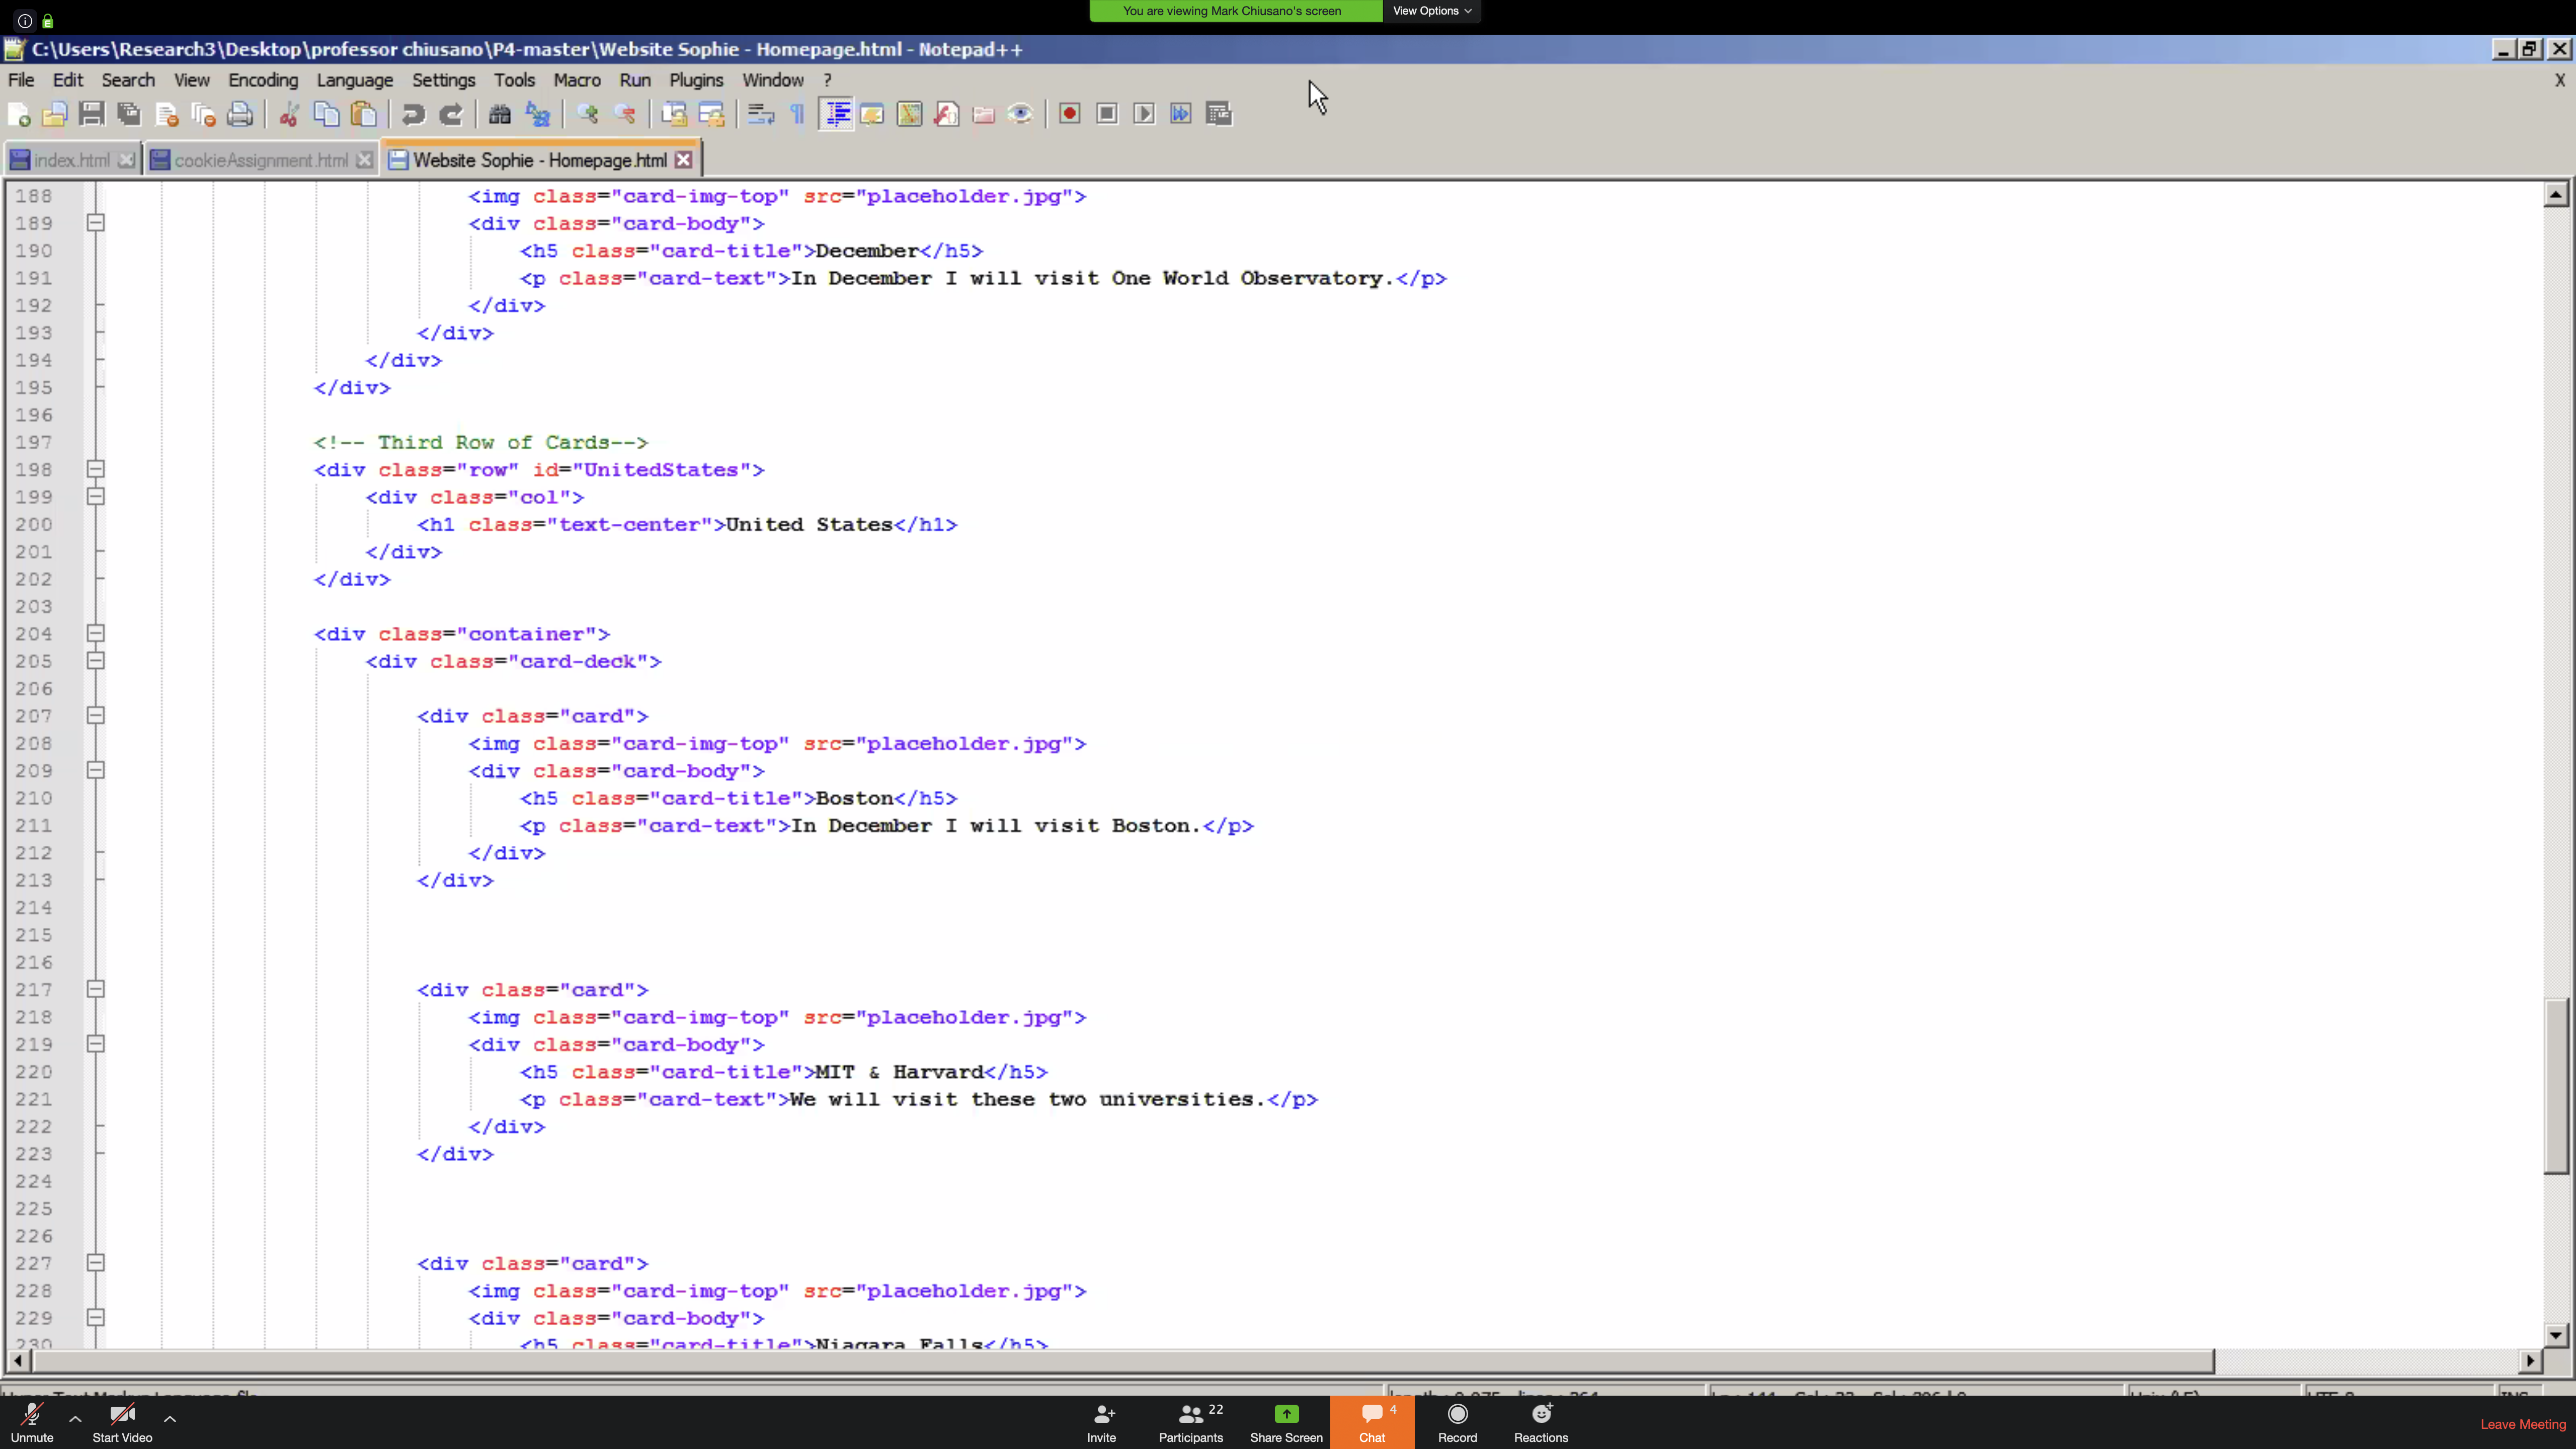 You are viewing Mark Chiusano's screen View Options
C:\Users\Research3\Desktop\professor chiusano\P4-master\Website Sophie - Homepage.html - Notepad++
File Edit Search View Encoding Language Settings Tools Macro Run Plugins Window ? X
index.html cookieAssignment.html Website Sophie - Homepage.html
188 <img class="card-img-top" src="placeholder.jpg">
189 <div class="card-body">
190 <h5 class="card-title">December</h5>
191 <p class="card-text">In December I will visit One World Observatory.</p>
192 </div>
193 </div>
194 </div>
195 </div>
196
197 <!-- Third Row of Cards-->
198 <div class="row" id="UnitedStates">
199 <div class="col">
200 <h1 class="text-center">United States</h1>
201 </div>
202 </div>
203
204 <div class="container">
205 <div class="card-deck">
206
207 <div class="card">
208 <img class="card-img-top" src="placeholder.jpg">
209 <div class="card-body">
210 <h5 class="card-title">Boston</h5>
211 <p class="card-text">In December I will visit Boston.</p>
212 </div>
213 </div>
214
215
216
217 <div class="card">
218 <img class="card-img-top" src="placeholder.jpg">
219 <div class="card-body">
220 <h5 class="card-title">MIT & Harvard</h5>
221 <p class="card-text">We will visit these two universities.</p>
222 </div>
223 </div>
224
225
226
227 <div class="card">
228 <img class="card-img-top" src="placeholder.jpg">
229 <div class="card-body">
230 <h5 class="card-title">Niagara Falls</h5>
Unmute Start Video Invite Participants 22 Share Screen Chat 4 Record Reactions Leave Meeting